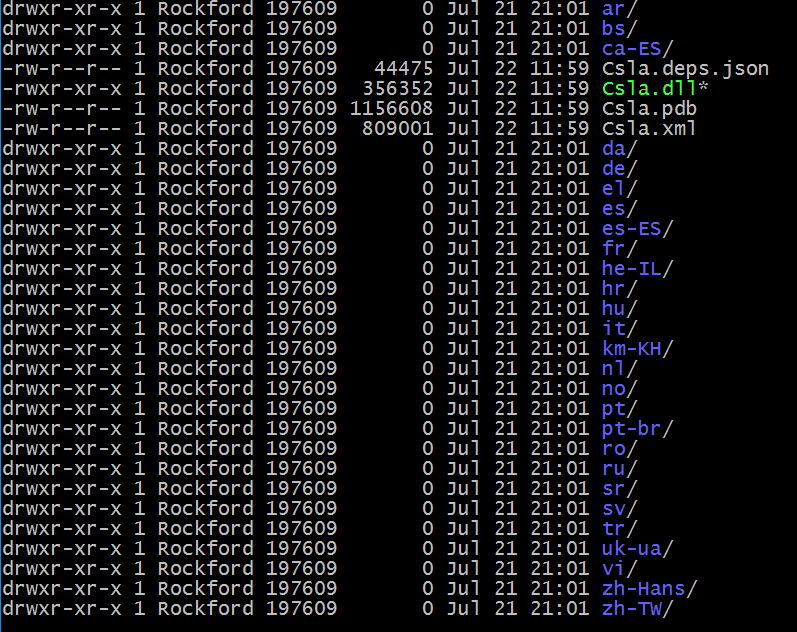 drwxr-xr-x 1 Rockford 197609       0 Jul 21 21:01 ar/
drwxr-xr-x 1 Rockford 197609       0 Jul 21 21:01 bs/
drwxr-xr-x 1 Rockford 197609       0 Jul 21 21:01 ca-ES/
-rw-r--r-- 1 Rockford 197609   44475 Jul 22 11:59 Csla.deps.json
-rwxr-xr-x 1 Rockford 197609  356352 Jul 22 11:59 Csla.dll*
-rw-r--r-- 1 Rockford 197609 1156608 Jul 22 11:59 Csla.pdb
-rw-r--r-- 1 Rockford 197609  809001 Jul 22 11:59 Csla.xml
drwxr-xr-x 1 Rockford 197609       0 Jul 21 21:01 da/
drwxr-xr-x 1 Rockford 197609       0 Jul 21 21:01 de/
drwxr-xr-x 1 Rockford 197609       0 Jul 21 21:01 el/
drwxr-xr-x 1 Rockford 197609       0 Jul 21 21:01 es/
drwxr-xr-x 1 Rockford 197609       0 Jul 21 21:01 es-ES/
drwxr-xr-x 1 Rockford 197609       0 Jul 21 21:01 fr/
drwxr-xr-x 1 Rockford 197609       0 Jul 21 21:01 he-IL/
drwxr-xr-x 1 Rockford 197609       0 Jul 21 21:01 hr/
drwxr-xr-x 1 Rockford 197609       0 Jul 21 21:01 hu/
drwxr-xr-x 1 Rockford 197609       0 Jul 21 21:01 it/
drwxr-xr-x 1 Rockford 197609       0 Jul 21 21:01 km-KH/
drwxr-xr-x 1 Rockford 197609       0 Jul 21 21:01 nl/
drwxr-xr-x 1 Rockford 197609       0 Jul 21 21:01 no/
drwxr-xr-x 1 Rockford 197609       0 Jul 21 21:01 pt/
drwxr-xr-x 1 Rockford 197609       0 Jul 21 21:01 pt-br/
drwxr-xr-x 1 Rockford 197609       0 Jul 21 21:01 ro/
drwxr-xr-x 1 Rockford 197609       0 Jul 21 21:01 ru/
drwxr-xr-x 1 Rockford 197609       0 Jul 21 21:01 sr/
drwxr-xr-x 1 Rockford 197609       0 Jul 21 21:01 sv/
drwxr-xr-x 1 Rockford 197609       0 Jul 21 21:01 tr/
drwxr-xr-x 1 Rockford 197609       0 Jul 21 21:01 uk-ua/
drwxr-xr-x 1 Rockford 197609       0 Jul 21 21:01 vi/
drwxr-xr-x 1 Rockford 197609       0 Jul 21 21:01 zh-Hans/
drwxr-xr-x 1 Rockford 197609       0 Jul 21 21:01 zh-TW/